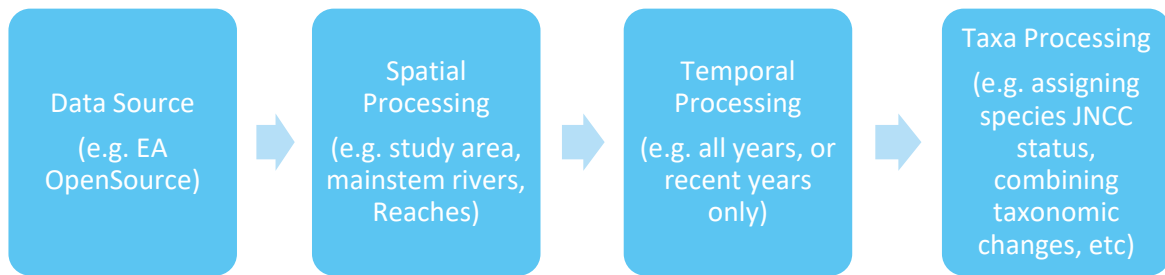 Data Source
(e.g. EA
OpenSource)
Spatial
Processing
(e.g. study area,
mainstem rivers,
Reaches)
Temporal
Processing
(e.g. all years, or
recent years
only)
Taxa Processing
(e.g. assigning
species JNCC
status,
combining
taxonomic
changes, etc)